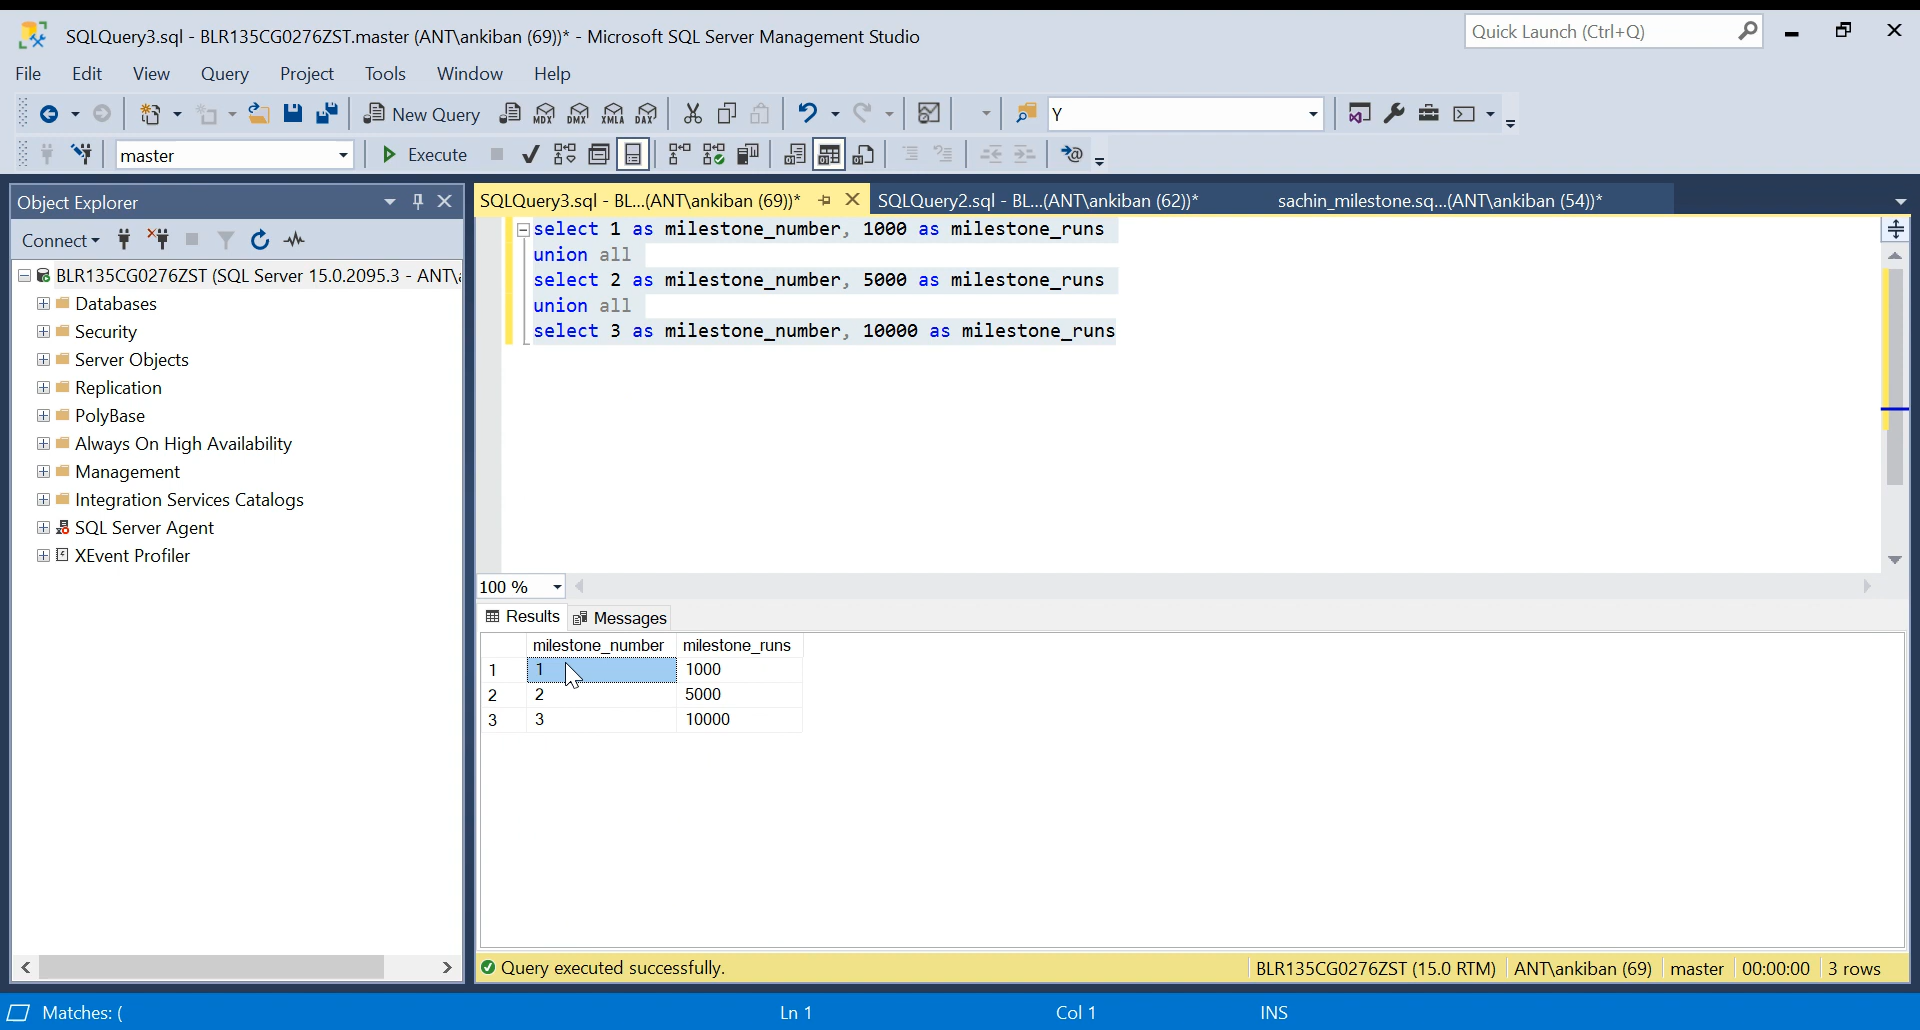 SQLQuery3.sql - BLR135CG0276ZST.master (ANT\ankiban (69))* - Microsoft SQL Server Management Studio
Quick Launch (Ctrl+Q)
File Edit View Query Project Tools Window Help
New Query MDX DMX XMLA DAX Y
master Execute
Object Explorer
SQLQuery3.sql - BL...(ANT\ankiban (69))* SQLQuery2.sql - BL...(ANT\ankiban (62))* sachin_milestone.sq...(ANT\ankiban (54))*
Connect
BLR135CG0276ZST (SQL Server 15.0.2095.3 - ANT\
Databases
Security
Server Objects
Replication
PolyBase
Always On High Availability
Management
Integration Services Catalogs
SQL Server Agent
XEvent Profiler
select 1 as milestone_number, 1000 as milestone_runs
union all
select 2 as milestone_number, 5000 as milestone_runs
union all
select 3 as milestone_number, 10000 as milestone_runs
100 %
Results Messages
milestone_number milestone_runs
1 1 1000
2 2 5000
3 3 10000
Query executed successfully. BLR135CG0276ZST (15.0 RTM) ANT\ankiban (69) master 00:00:00 3 rows
Matches: ( Ln 1 Col 1 INS